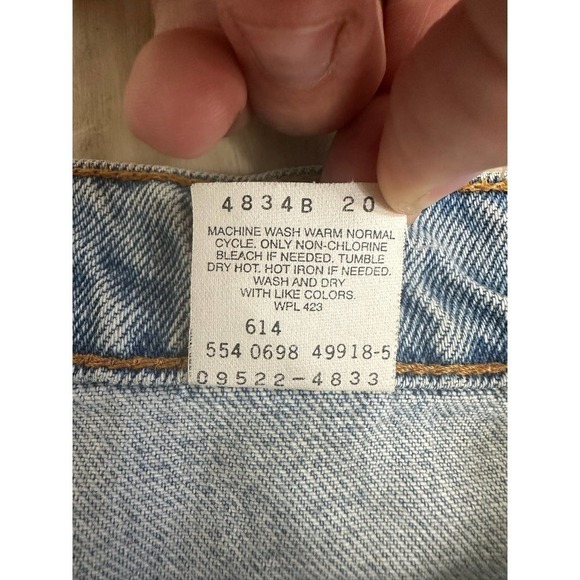 4834B 20
MACHINE WASH WARM NORMAL
CYCLE. ONLY NON-CHLORINE
BLEACH IF NEEDED. TUMBLE
DRY HOT. HOT IRON IF NEEDED.
WASH AND DRY
WITH LIKE COLORS.
WPL 423
614
554 0698 49918-5
09522-4833